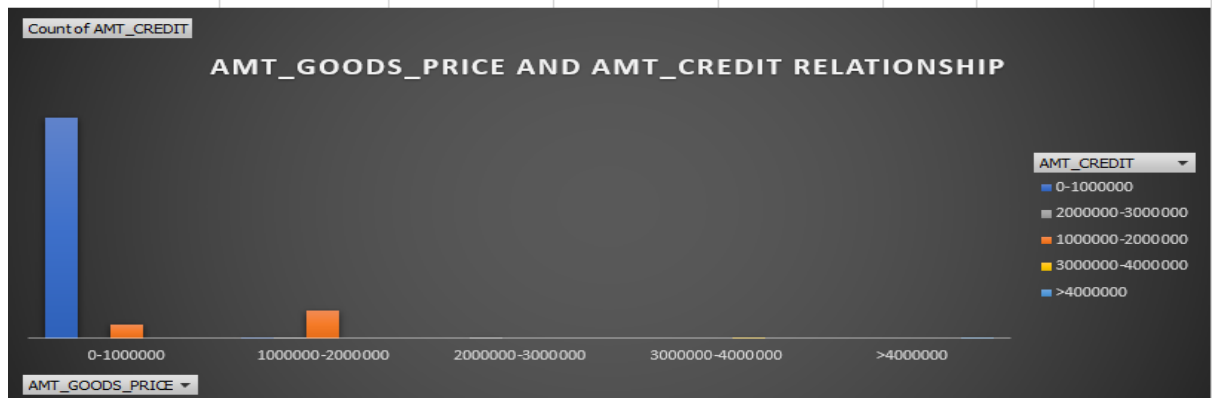 Count of AMT_CREDIT
AMT_GOODS_PRICE AND AMT_CREDIT RELATIONSHIP
AMT_CREDIT
0-1000000
2000000-3000000
1000000-2000000
3000000-4000000
>4000000
0-1000000
1000000-2000000
2000000-3000000
3000000-4000000
>4000000
AMT_GOODS_PRICE